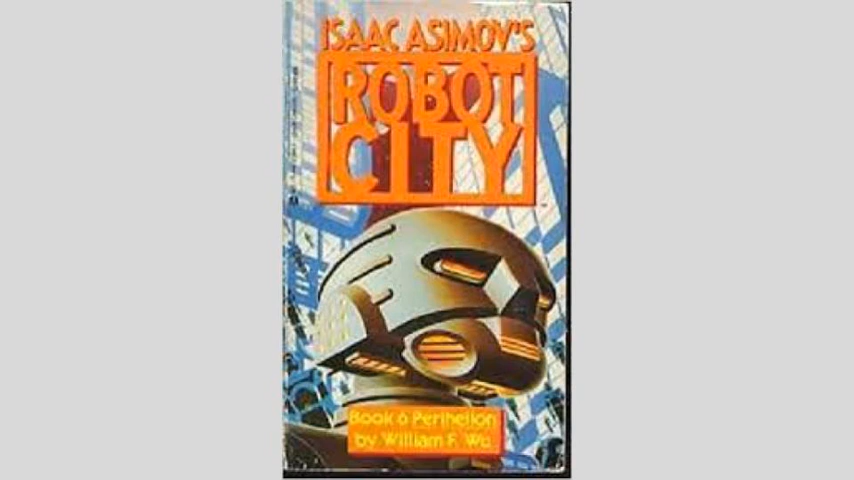 ISAAC ASIMOV'S
ROBOT
CITY
Book 6 Perihelion
by William F. Wu